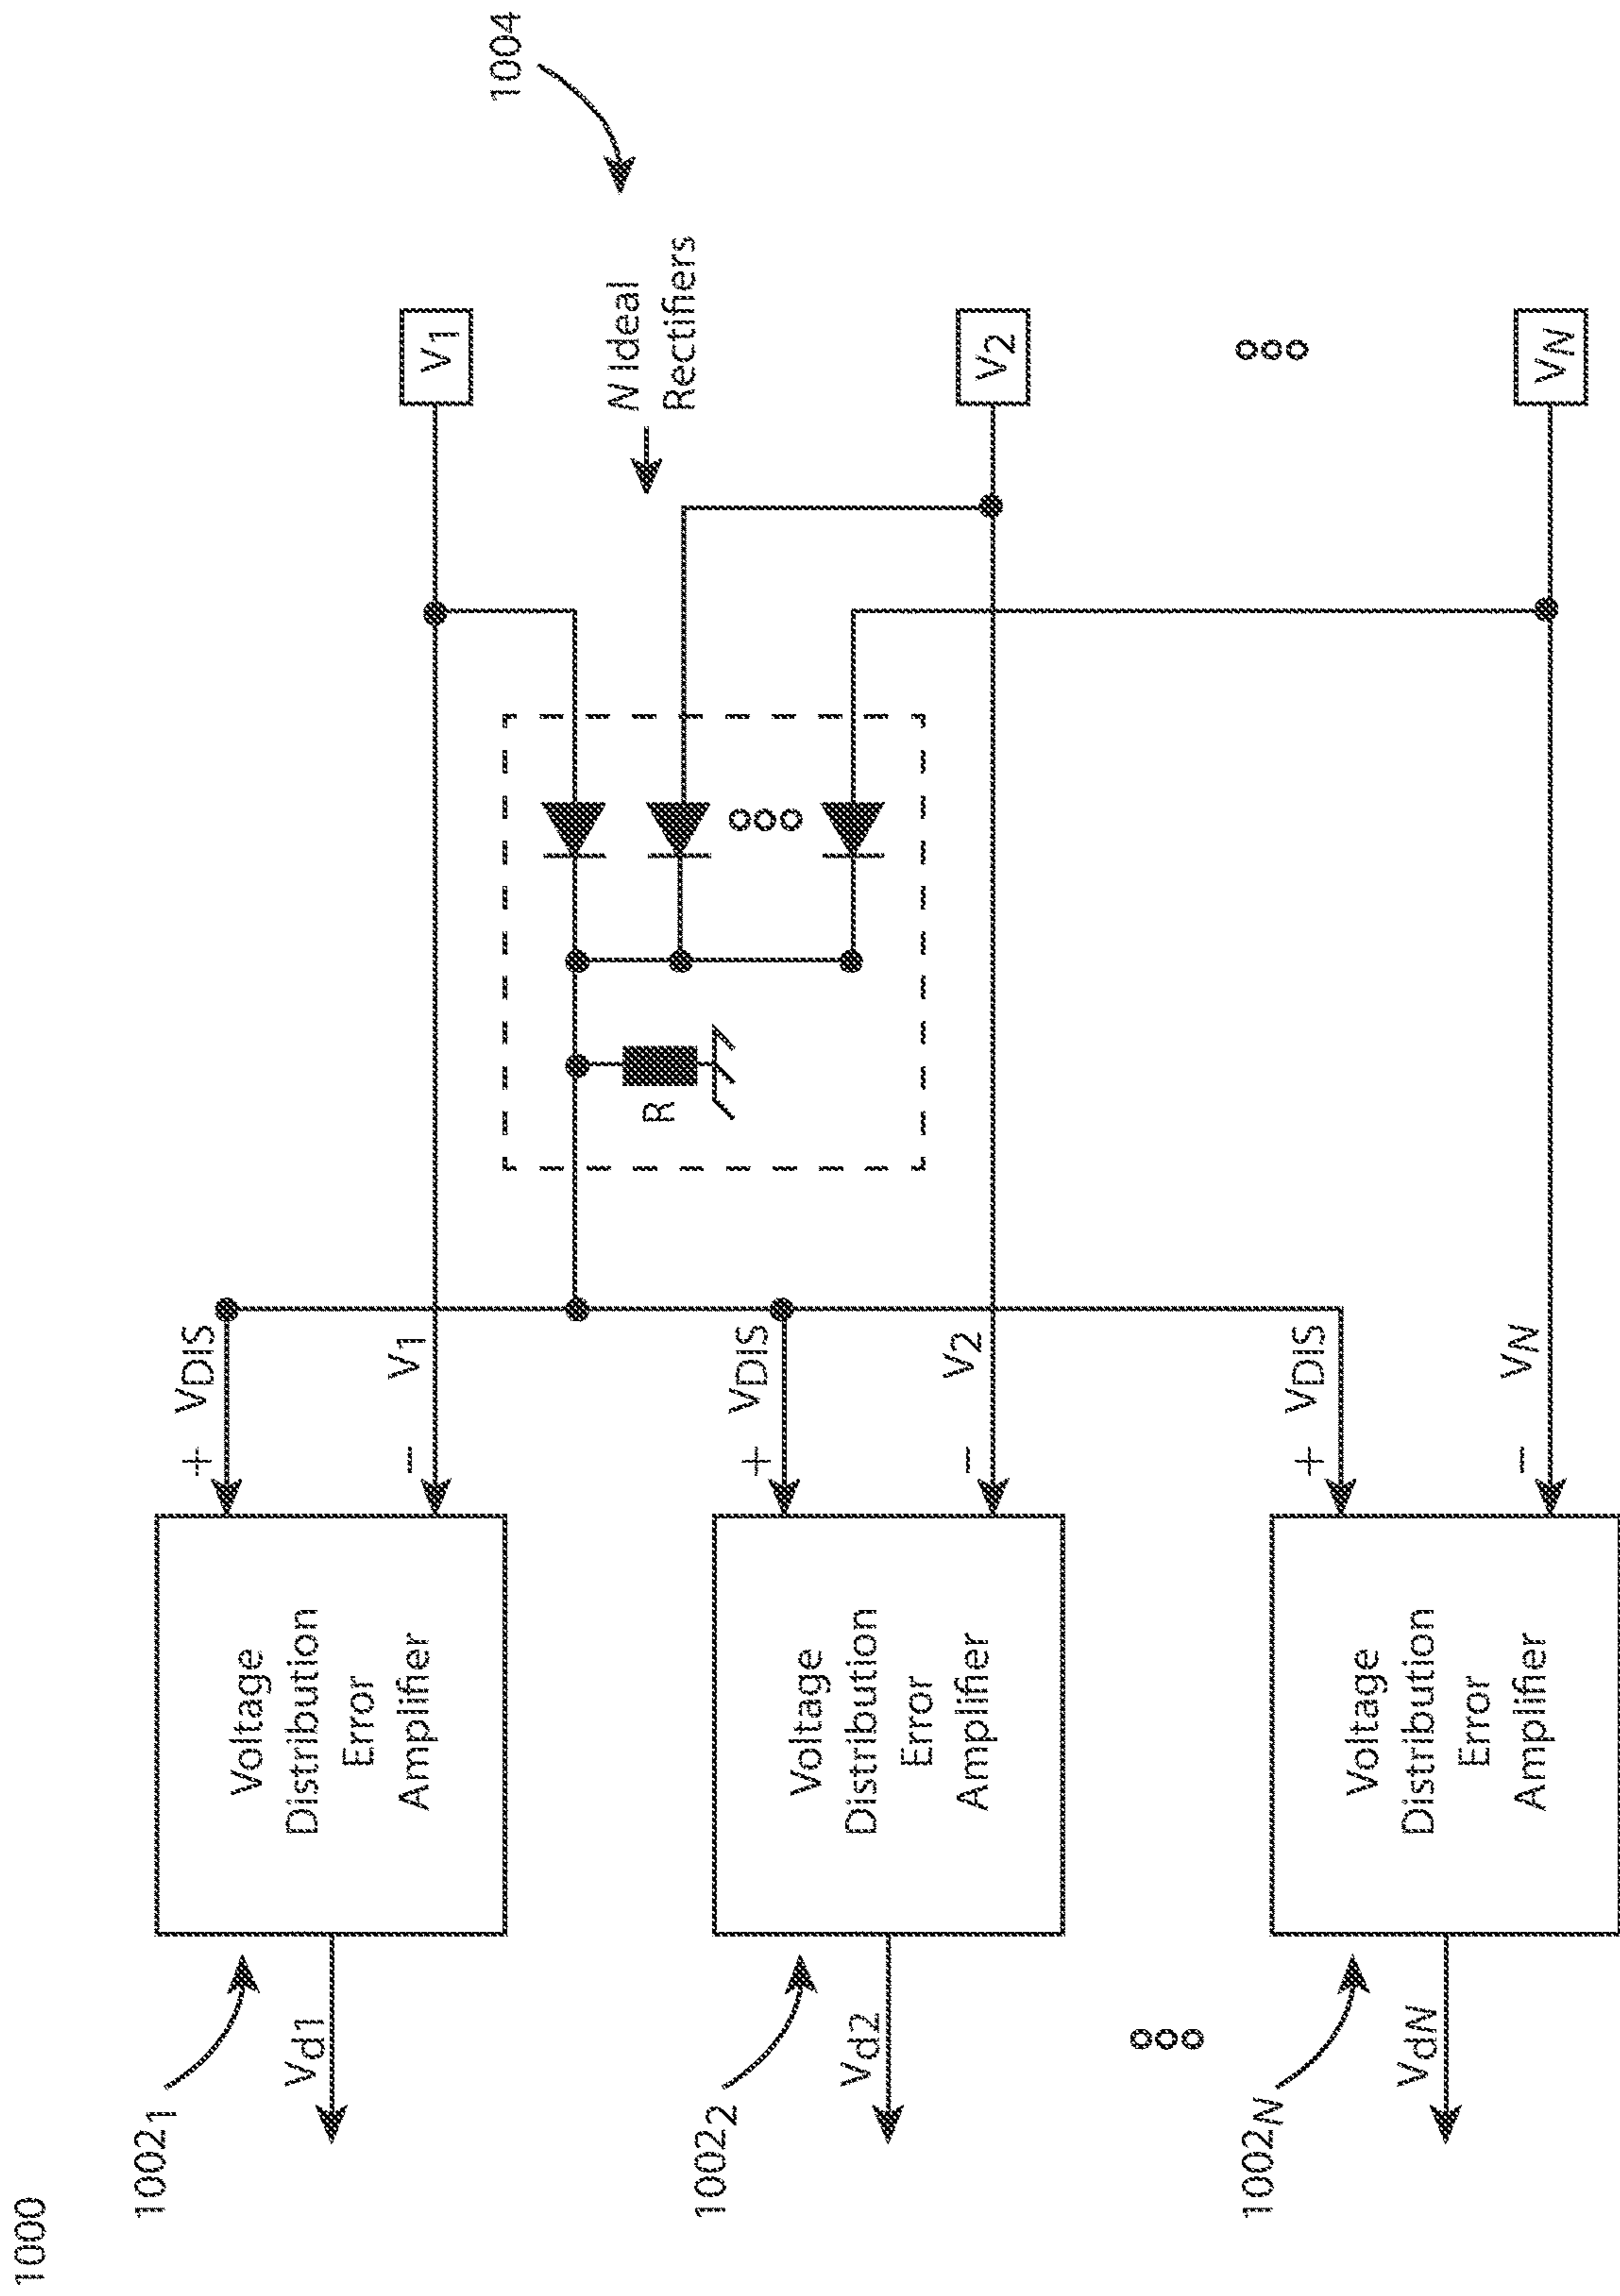 1000
1002₁
Vd1
Voltage
Distribution
Error
Amplifier
+ VDIS
− V1
V1
1004
N Ideal
Rectifiers
R
1002₂
Vd2
Voltage
Distribution
Error
Amplifier
+ VDIS
− V2
V2
1002N
VdN
Voltage
Distribution
Error
Amplifier
+ VDIS
− VN
VN